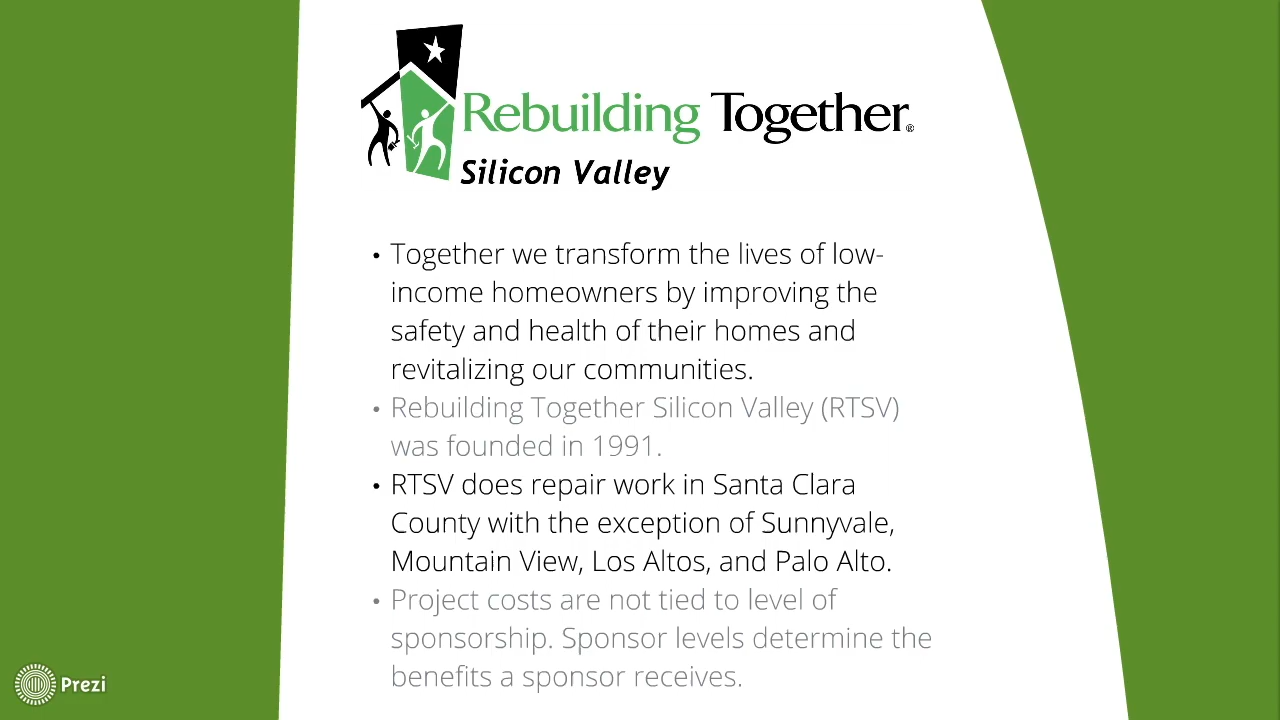 Rebuilding Together®
Silicon Valley
• Together we transform the lives of low-
income homeowners by improving the
safety and health of their homes and
revitalizing our communities.
• Rebuilding Together Silicon Valley (RTSV)
was founded in 1991.
• RTSV does repair work in Santa Clara
County with the exception of Sunnyvale,
Mountain View, Los Altos, and Palo Alto.
• Project costs are not tied to level of
sponsorship. Sponsor levels determine the
benefits a sponsor receives.
Prezi